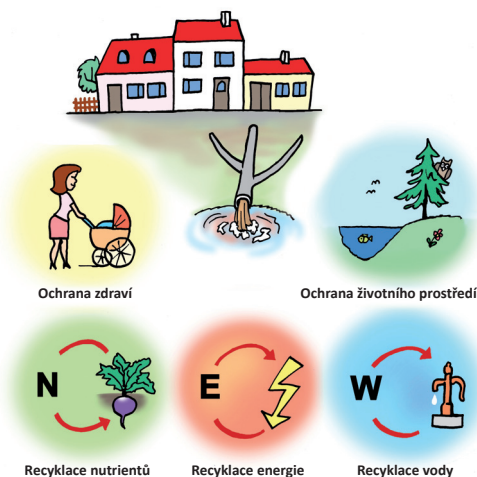 Ochrana zdraví
Ochrana životního prostředí
N
E
W
Recyklace nutrientů
Recyklace energie
Recyklace vody